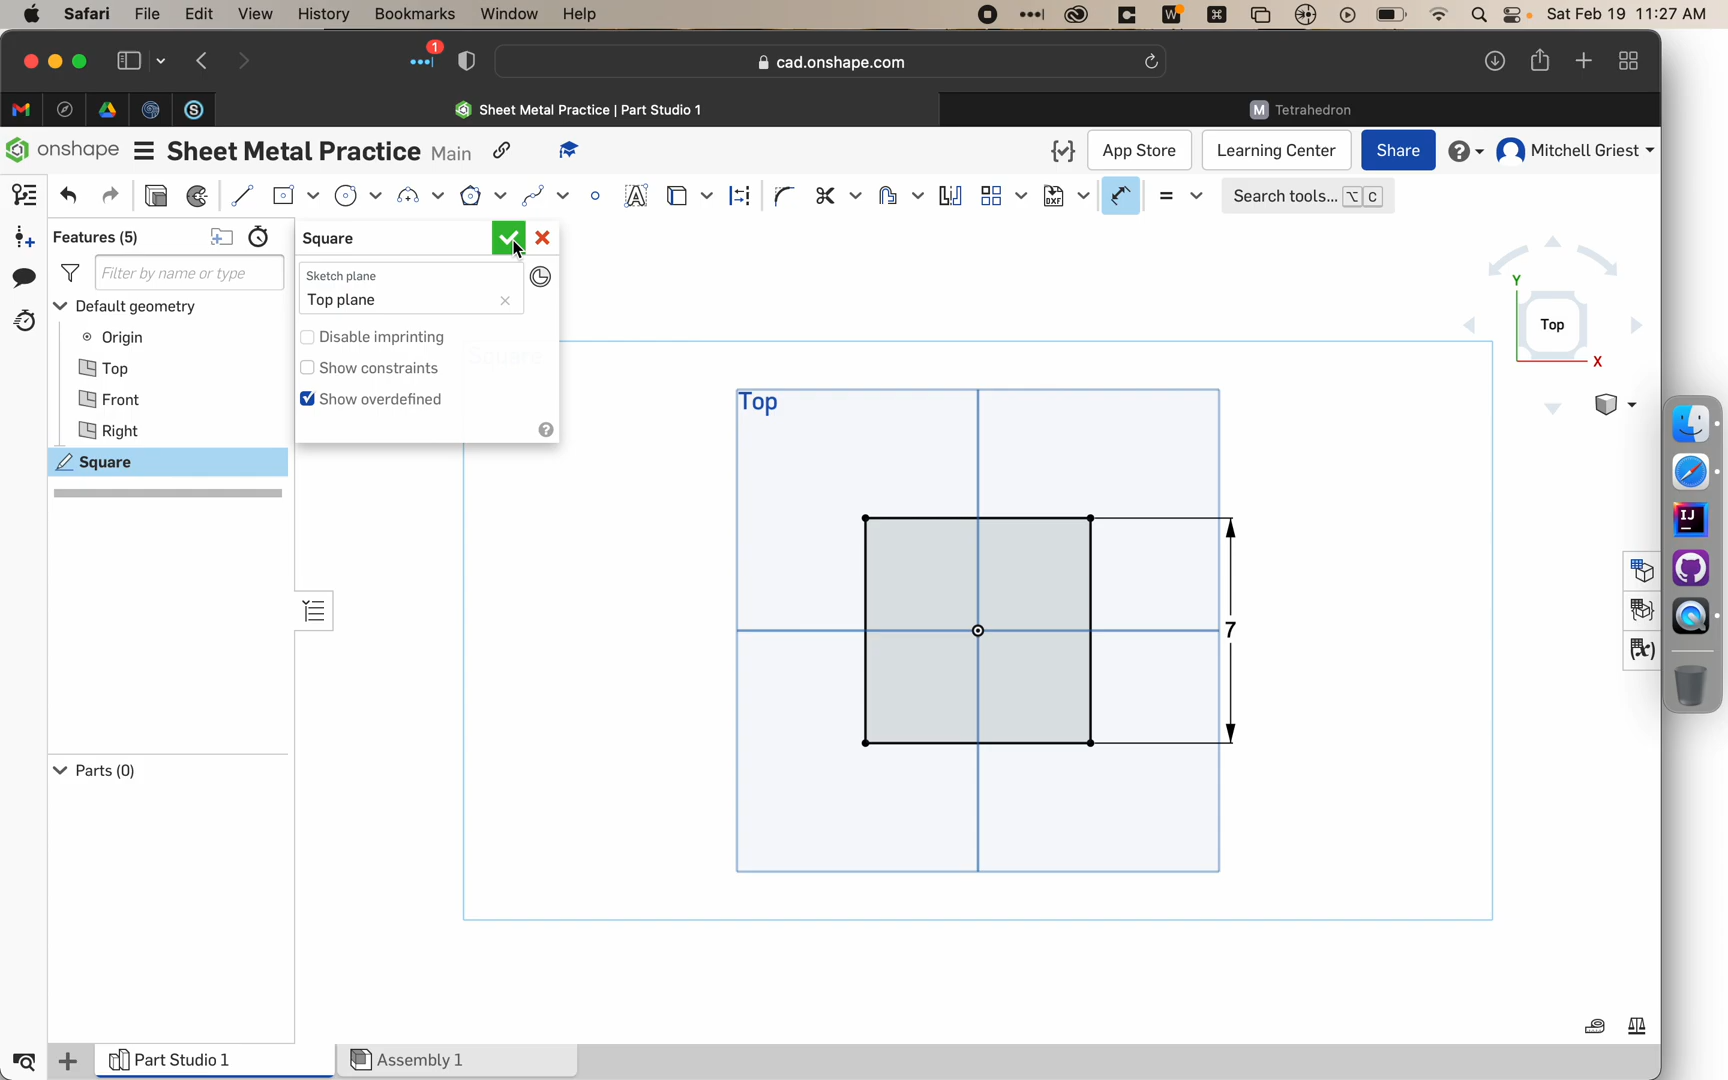 Safari File Edit View History Bookmarks Window Help Sat Feb 19 11:27 AM
1
cad.onshape.com
Sheet Metal Practice | Part Studio 1
M Tetrahedron
onshape Sheet Metal Practice Main App Store Learning Center Share Mitchell Griest
Search tools... ⌥ C
Features (5)
Filter by name or type
Default geometry
Origin
Top
Front
Right
Square
Parts (0)
Square
Sketch plane
Top plane
Disable imprinting
Show constraints
Show overdefined
Square
Top
7
Y
Top
X
Part Studio 1
Assembly 1